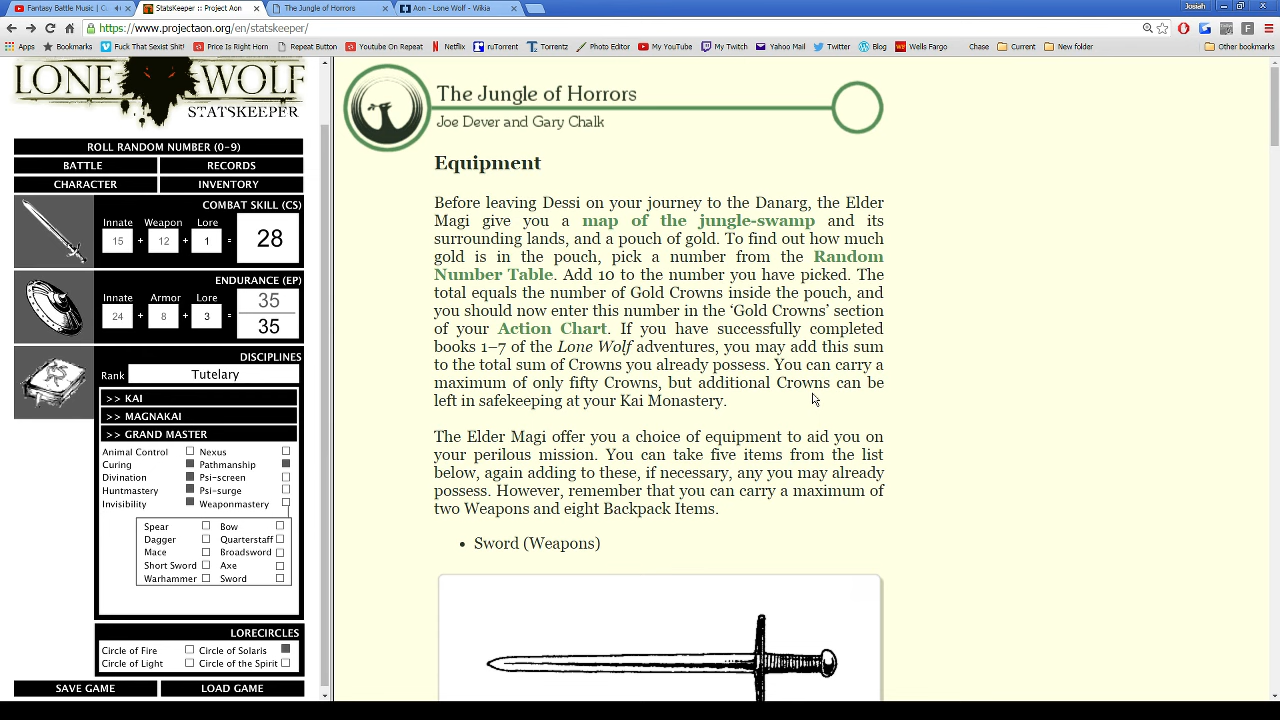 Fantasy Battle Music | C
StatsKeeper :: Project Aon
The Jungle of Horrors
Aon - Lone Wolf - Wikia
Josiah
https://www.projectaon.org/en/statskeeper/
Apps Bookmarks Fuck That Sexist Shit! Price Is Right Horn Repeat Button Youtube On Repeat Netflix ruTorrent Torrentz Photo Editor My YouTube My Twitch Yahoo Mail Twitter Blog Wells Fargo Chase Current New folder Other bookmarks
LONE WOLF
STATSKEEPER
ROLL RANDOM NUMBER (0-9)
BATTLE RECORDS
CHARACTER INVENTORY
COMBAT SKILL (CS)
Innate Weapon Lore
15 + 12 + 1 = 28
ENDURANCE (EP)
Innate Armor Lore 35
24 + 8 + 3 = 35
DISCIPLINES
Rank Tutelary
>> KAI
>> MAGNAKAI
>> GRAND MASTER
Animal Control Nexus
Curing Pathmanship
Divination Psi-screen
Huntmastery Psi-surge
Invisibility Weaponmastery
Spear Bow
Dagger Quarterstaff
Mace Broadsword
Short Sword Axe
Warhammer Sword
LORECIRCLES
Circle of Fire Circle of Solaris
Circle of Light Circle of the Spirit
SAVE GAME LOAD GAME
The Jungle of Horrors
Joe Dever and Gary Chalk
Equipment
Before leaving Dessi on your journey to the Danarg, the Elder
Magi give you a map of the jungle-swamp and its
surrounding lands, and a pouch of gold. To find out how much
gold is in the pouch, pick a number from the Random
Number Table. Add 10 to the number you have picked. The
total equals the number of Gold Crowns inside the pouch, and
you should now enter this number in the ‘Gold Crowns’ section
of your Action Chart. If you have successfully completed
books 1–7 of the Lone Wolf adventures, you may add this sum
to the total sum of Crowns you already possess. You can carry a
maximum of only fifty Crowns, but additional Crowns can be
left in safekeeping at your Kai Monastery.
The Elder Magi offer you a choice of equipment to aid you on
your perilous mission. You can take five items from the list
below, again adding to these, if necessary, any you may already
possess. However, remember that you can carry a maximum of
two Weapons and eight Backpack Items.
• Sword (Weapons)